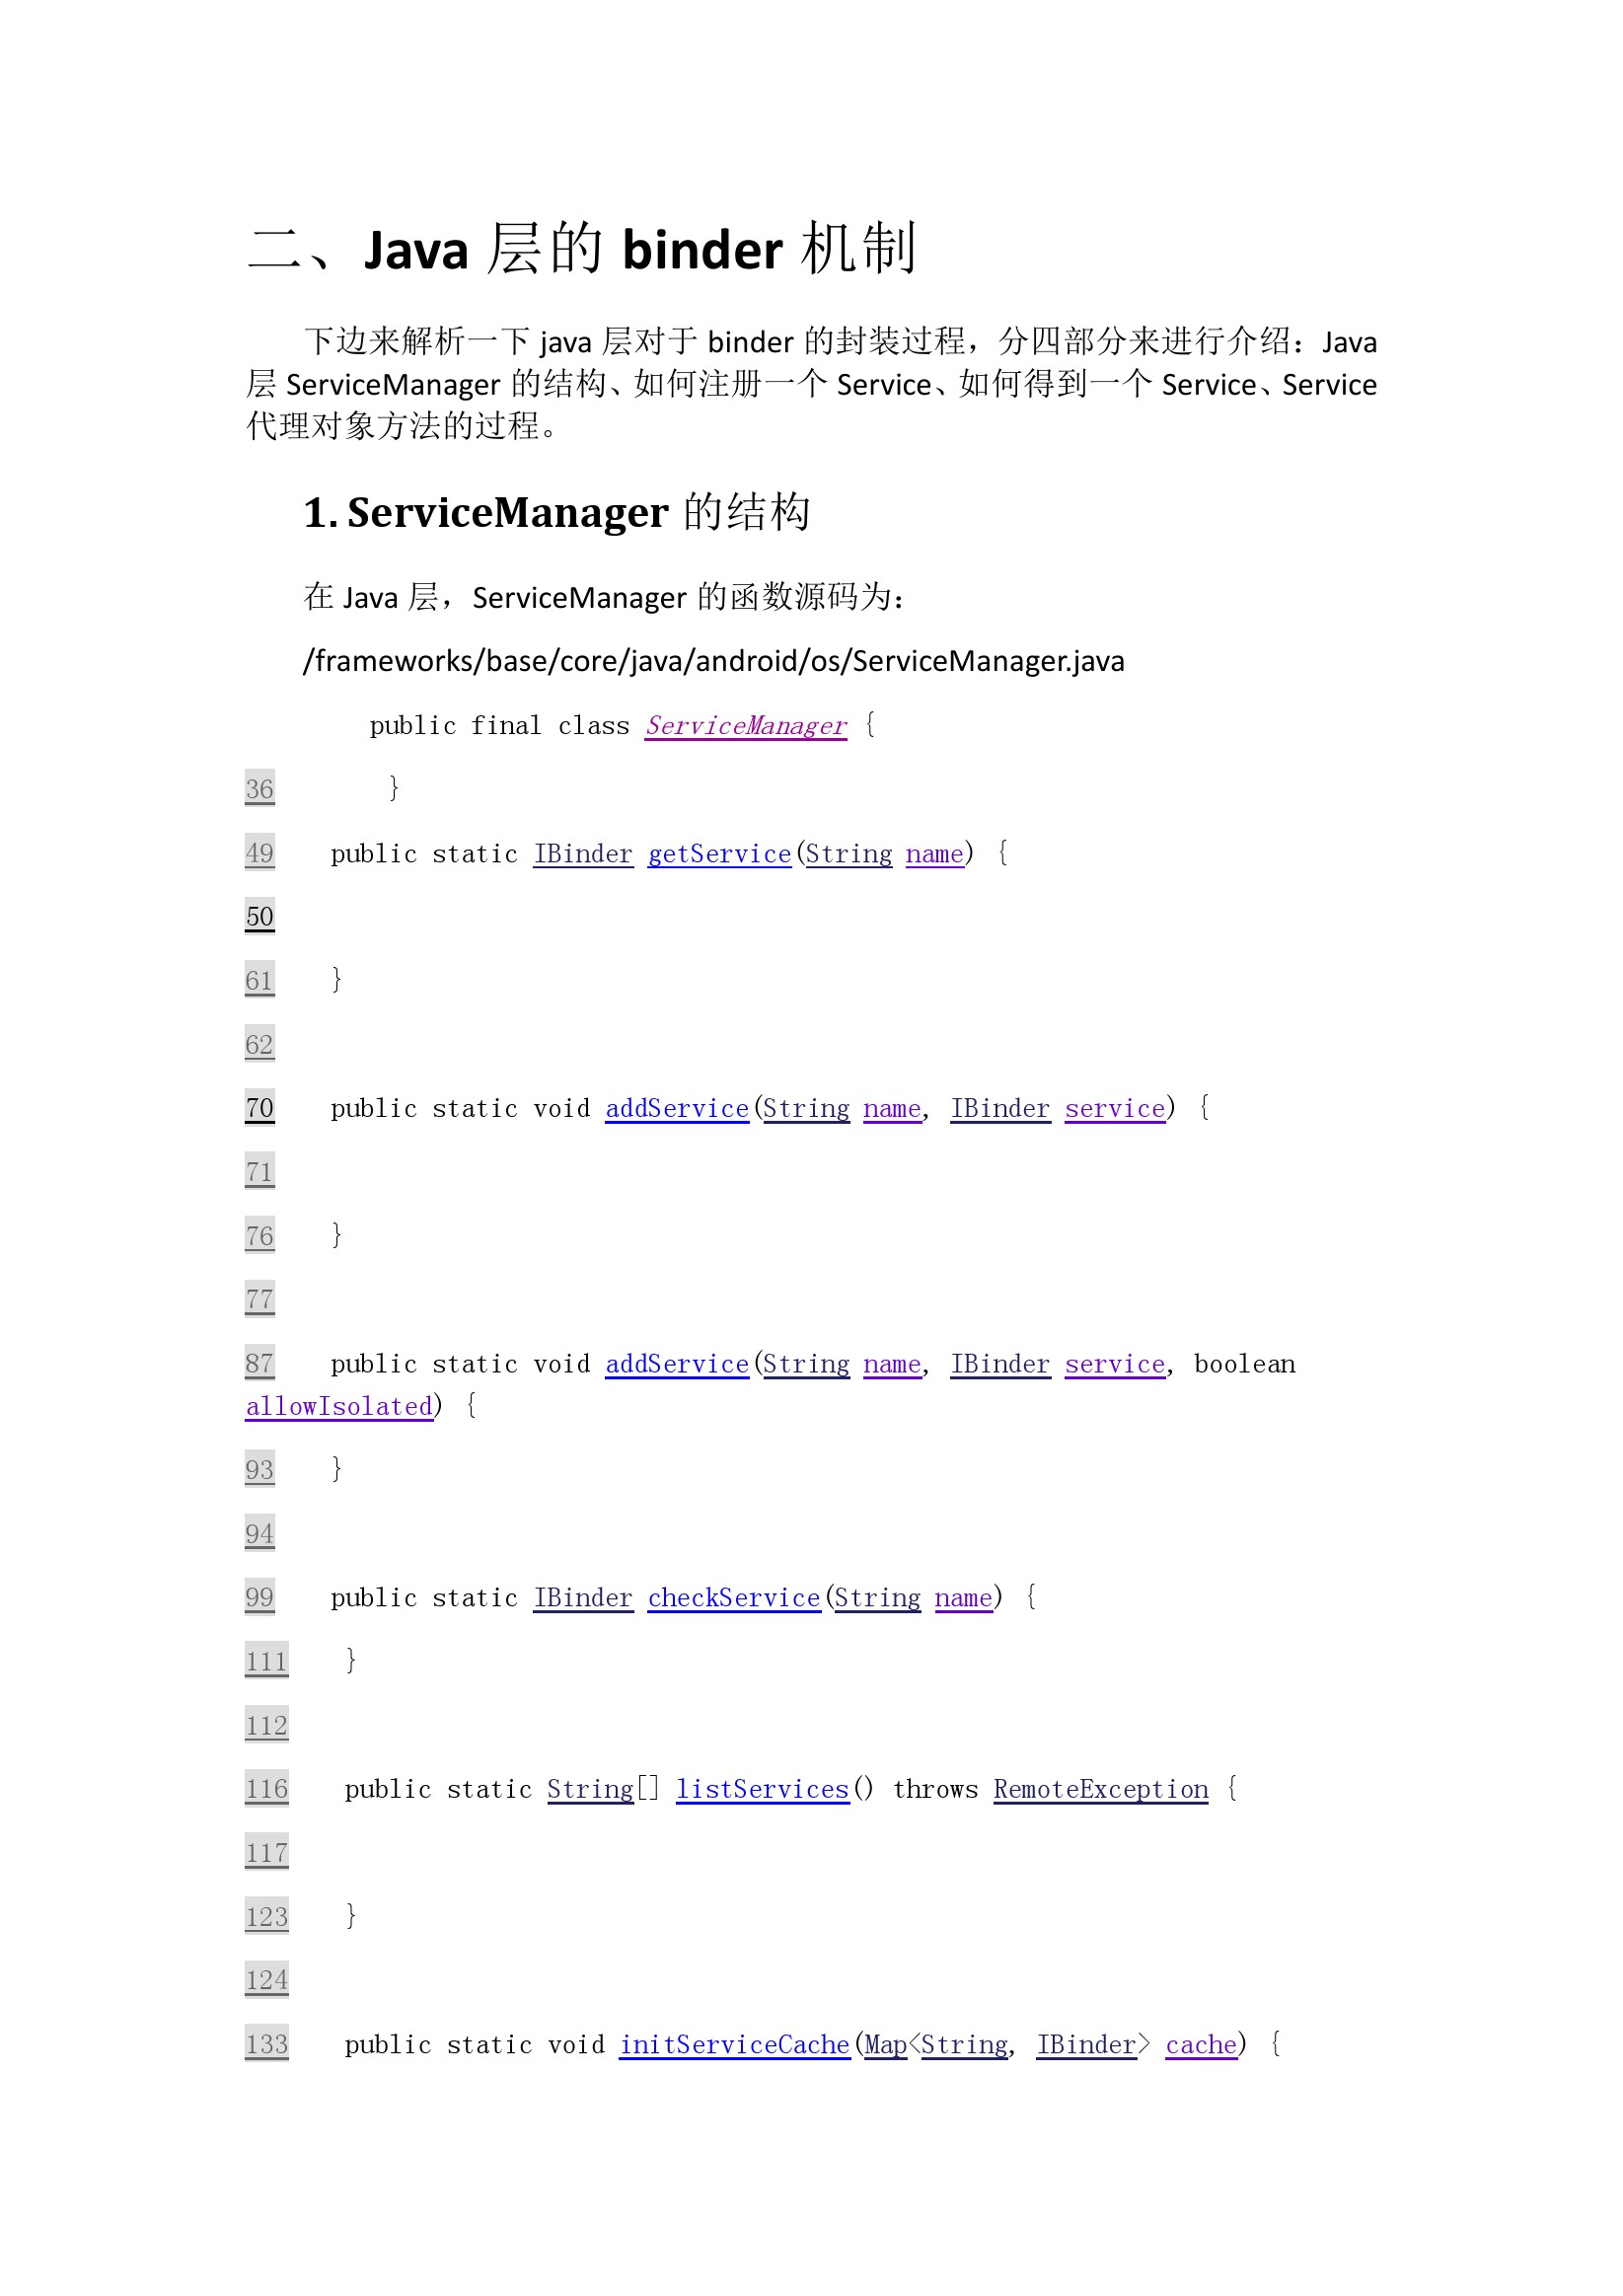 二、Java 层的 binder 机制
下边来解析一下 java 层对于 binder 的封装过程，分四部分来进行介绍：Java
层 ServiceManager 的结构、如何注册一个 Service、如何得到一个 Service、Service
代理对象方法的过程。
1. ServiceManager 的结构
在 Java 层，ServiceManager 的函数源码为：
/frameworks/base/core/java/android/os/ServiceManager.java
public final class ServiceManager {
36 }
49 public static IBinder getService(String name) {
50
61 }
62
70 public static void addService(String name, IBinder service) {
71
76 }
77
87 public static void addService(String name, IBinder service, boolean
allowIsolated) {
93 }
94
99 public static IBinder checkService(String name) {
111 }
112
116 public static String[] listServices() throws RemoteException {
117
123 }
124
133 public static void initServiceCache(Map<String, IBinder> cache) {